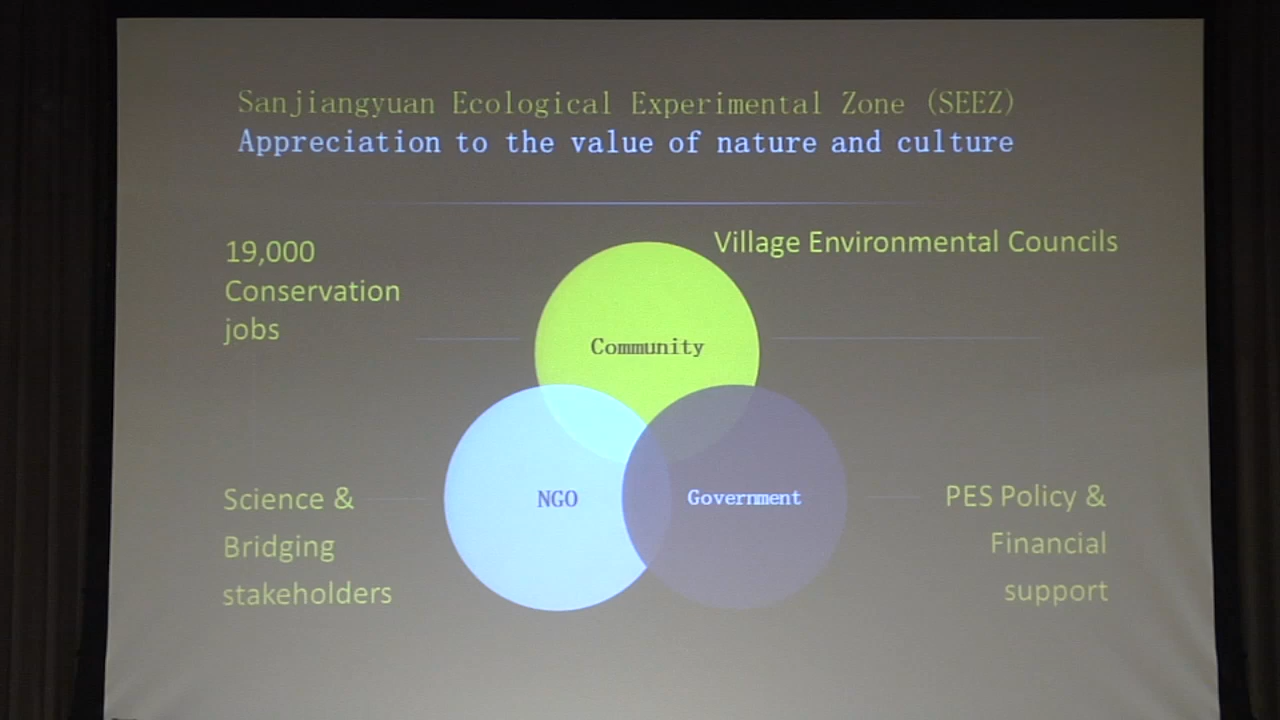 Sanjiangyuan Ecological Experimental Zone (SEEZ)
Appreciation to the value of nature and culture
19,000
Conservation
jobs
Village Environmental Councils
Community
NGO
Government
Science &
Bridging
stakeholders
PES Policy &
Financial
support